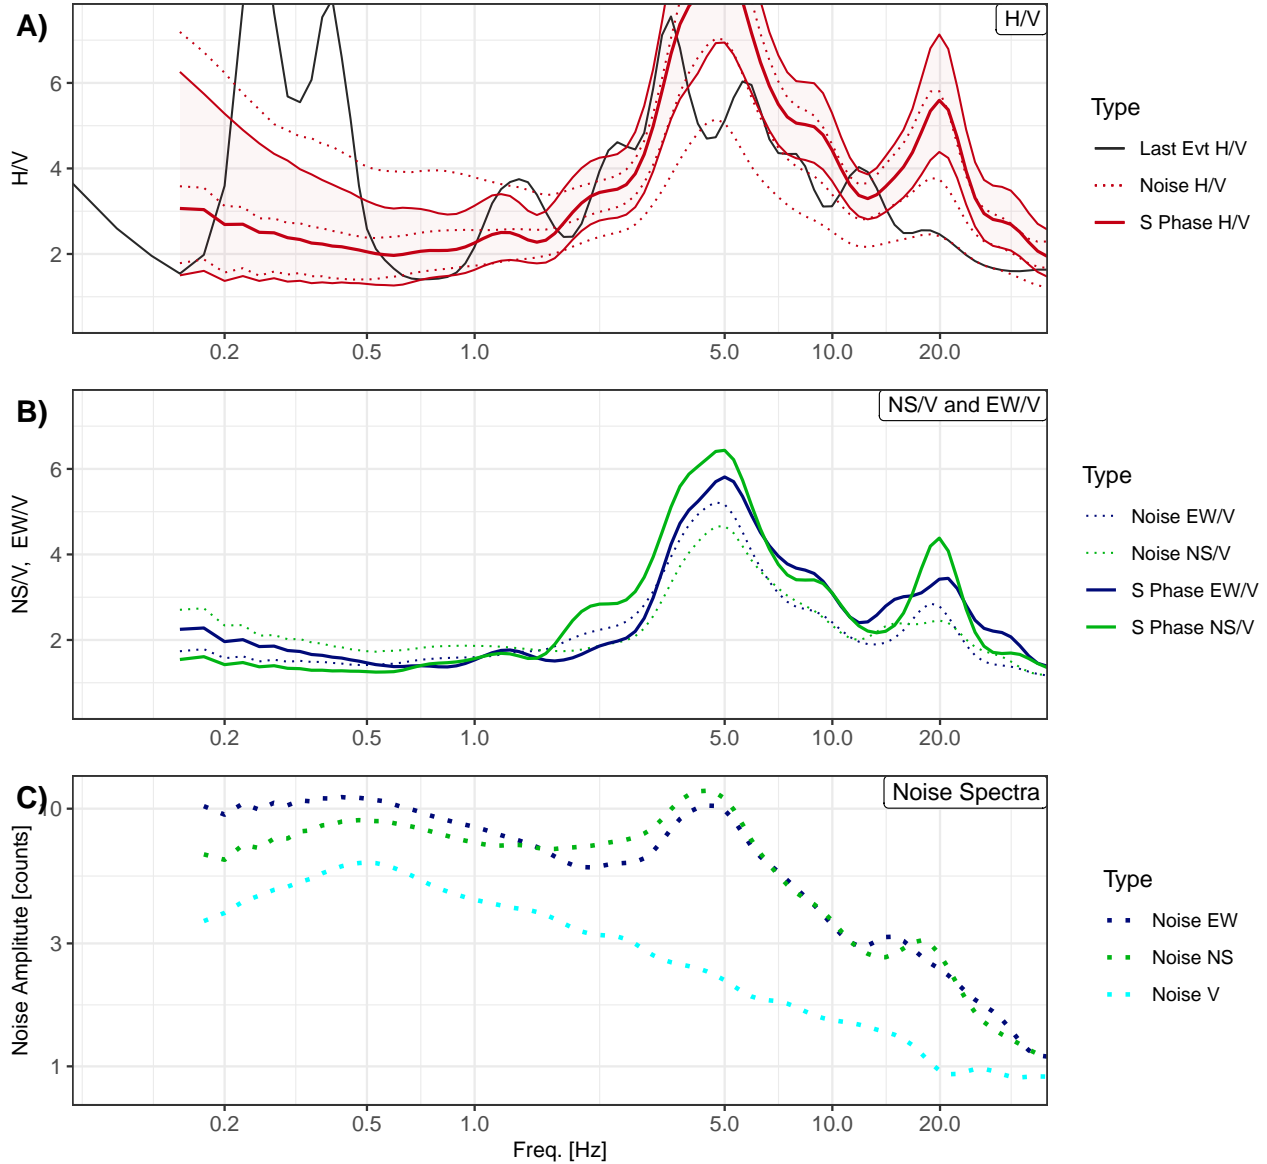 A)
H/V
H/V
6
4
2
0.2 0.5 1.0 5.0 10.0 20.0
Type
Last Evt H/V
Noise H/V
S Phase H/V
B)
NS/V and EW/V
NS/V, EW/V
6
4
2
0.2 0.5 1.0 5.0 10.0 20.0
Type
Noise EW/V
Noise NS/V
S Phase EW/V
S Phase NS/V
C)
Noise Spectra
Noise Amplitude [counts]
10
3
1
0.2 0.5 1.0 5.0 10.0 20.0
Freq. [Hz]
Type
Noise EW
Noise NS
Noise V